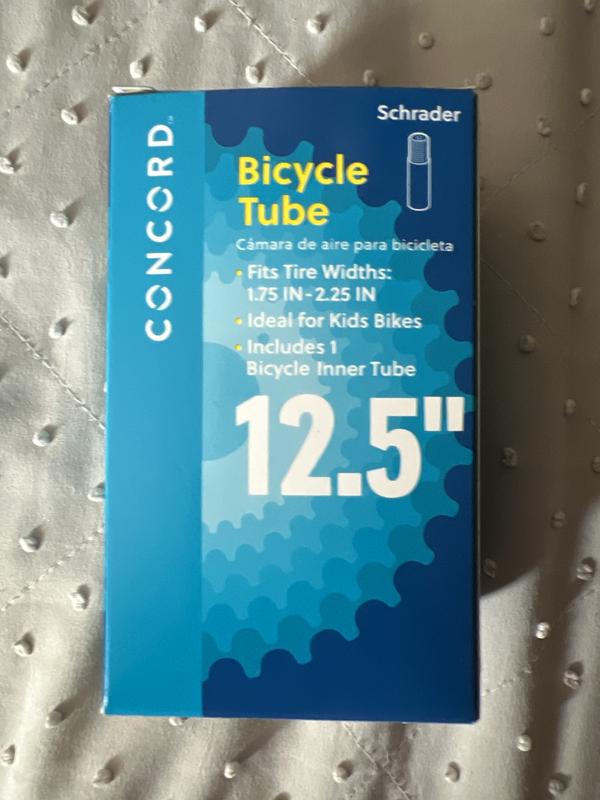 CONCORD
Schrader
Bicycle
Tube
Cámara de aire para bicicleta
• Fits Tire Widths:
1.75 IN - 2.25 IN
• Ideal for Kids Bikes
• Includes 1
Bicycle Inner Tube
12.5"